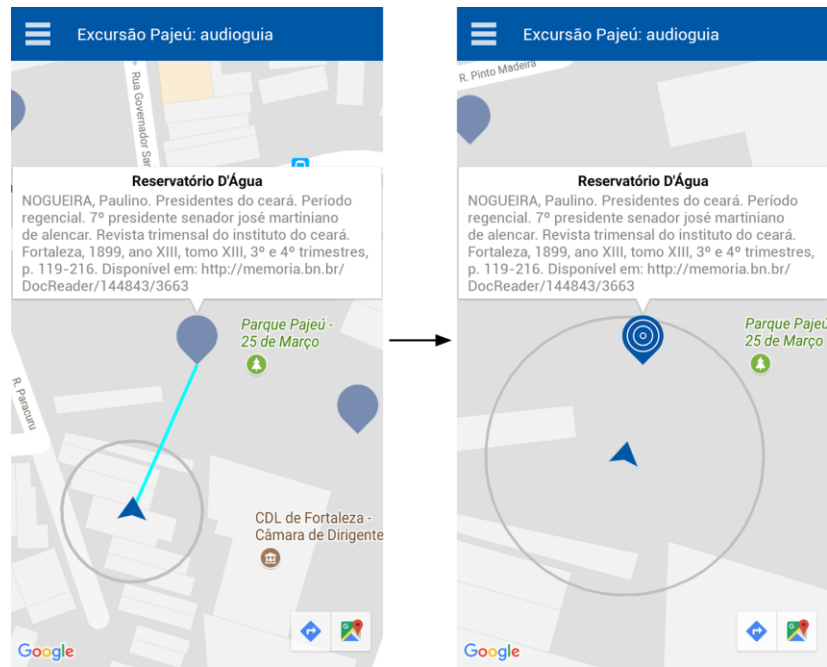 Excursão Pajeú: audioguia
Rua Governador Sam
Reservatório D'Água
NOGUEIRA, Paulino. Presidentes do ceará. Período
regencial. 7º presidente senador josé martiniano
de alencar. Revista trimensal do instituto do ceará.
Fortaleza, 1899, ano XIII, tomo XIII, 3º e 4º trimestres,
p. 119-216. Disponível em: http://memoria.bn.br/
DocReader/144843/3663
Parque Pajeú -
25 de Março
R. Paracuru
CDL de Fortaleza -
Câmara de Dirigente
Google
Excursão Pajeú: audioguia
R. Pinto Madeira
Reservatório D'Água
NOGUEIRA, Paulino. Presidentes do ceará. Período
regencial. 7º presidente senador josé martiniano
de alencar. Revista trimensal do instituto do ceará.
Fortaleza, 1899, ano XIII, tomo XIII, 3º e 4º trimestres,
p. 119-216. Disponível em: http://memoria.bn.br/
DocReader/144843/3663
Parque Pajeú
25 de Março
Google